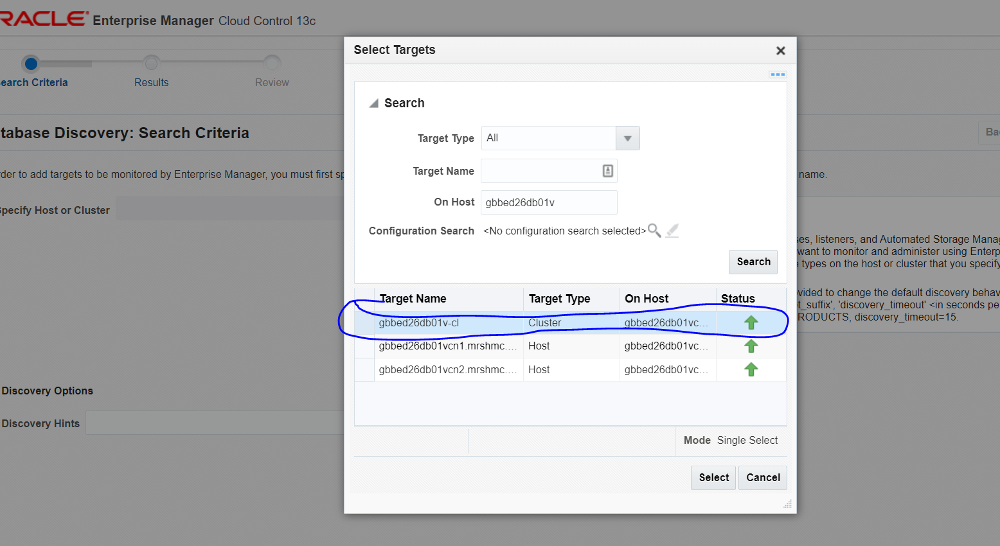 RACLE Enterprise Manager Cloud Control 13c
earch Criteria
Results
Review
tabase Discovery: Search Criteria
Ba
rder to add targets to be monitored by Enterprise Manager, you must first sp
name.
pecify Host or Cluster
ses, listeners, and Automated Storage Mana
want to monitor and administer using Enterp
e types on the host or cluster that you specify
vided to change the default discovery behav
t_suffix', 'discovery_timeout' <in seconds pe
RODUCTS, discovery_timeout=15.
Discovery Options
Discovery Hints
Select Targets
Search
Target Type All
Target Name
On Host gbbed26db01v
Configuration Search <No configuration search selected>
Search
Target Name Target Type On Host Status
gbbed26db01v-cl Cluster gbbed26db01vc...
gbbed26db01vcn1.mrshmc.... Host gbbed26db01vc...
gbbed26db01vcn2.mrshmc.... Host gbbed26db01vc...
Mode Single Select
Select Cancel